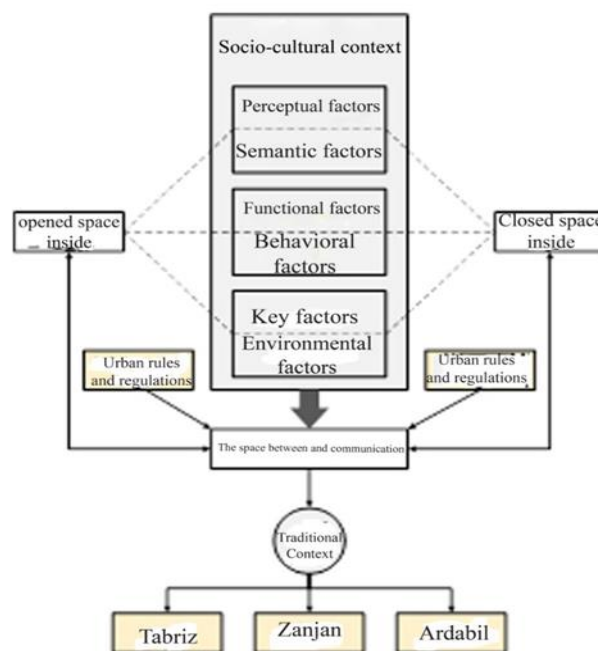 Socio-cultural context
Perceptual factors
Semantic factors
Functional factors
Behavioral
factors
Key factors
Environmental
factors
opened space
inside
Closed space
inside
Urban rules
and regulations
Urban rules
and regulations
The space between and communication
Traditional
Context
Tabriz
Zanjan
Ardabil